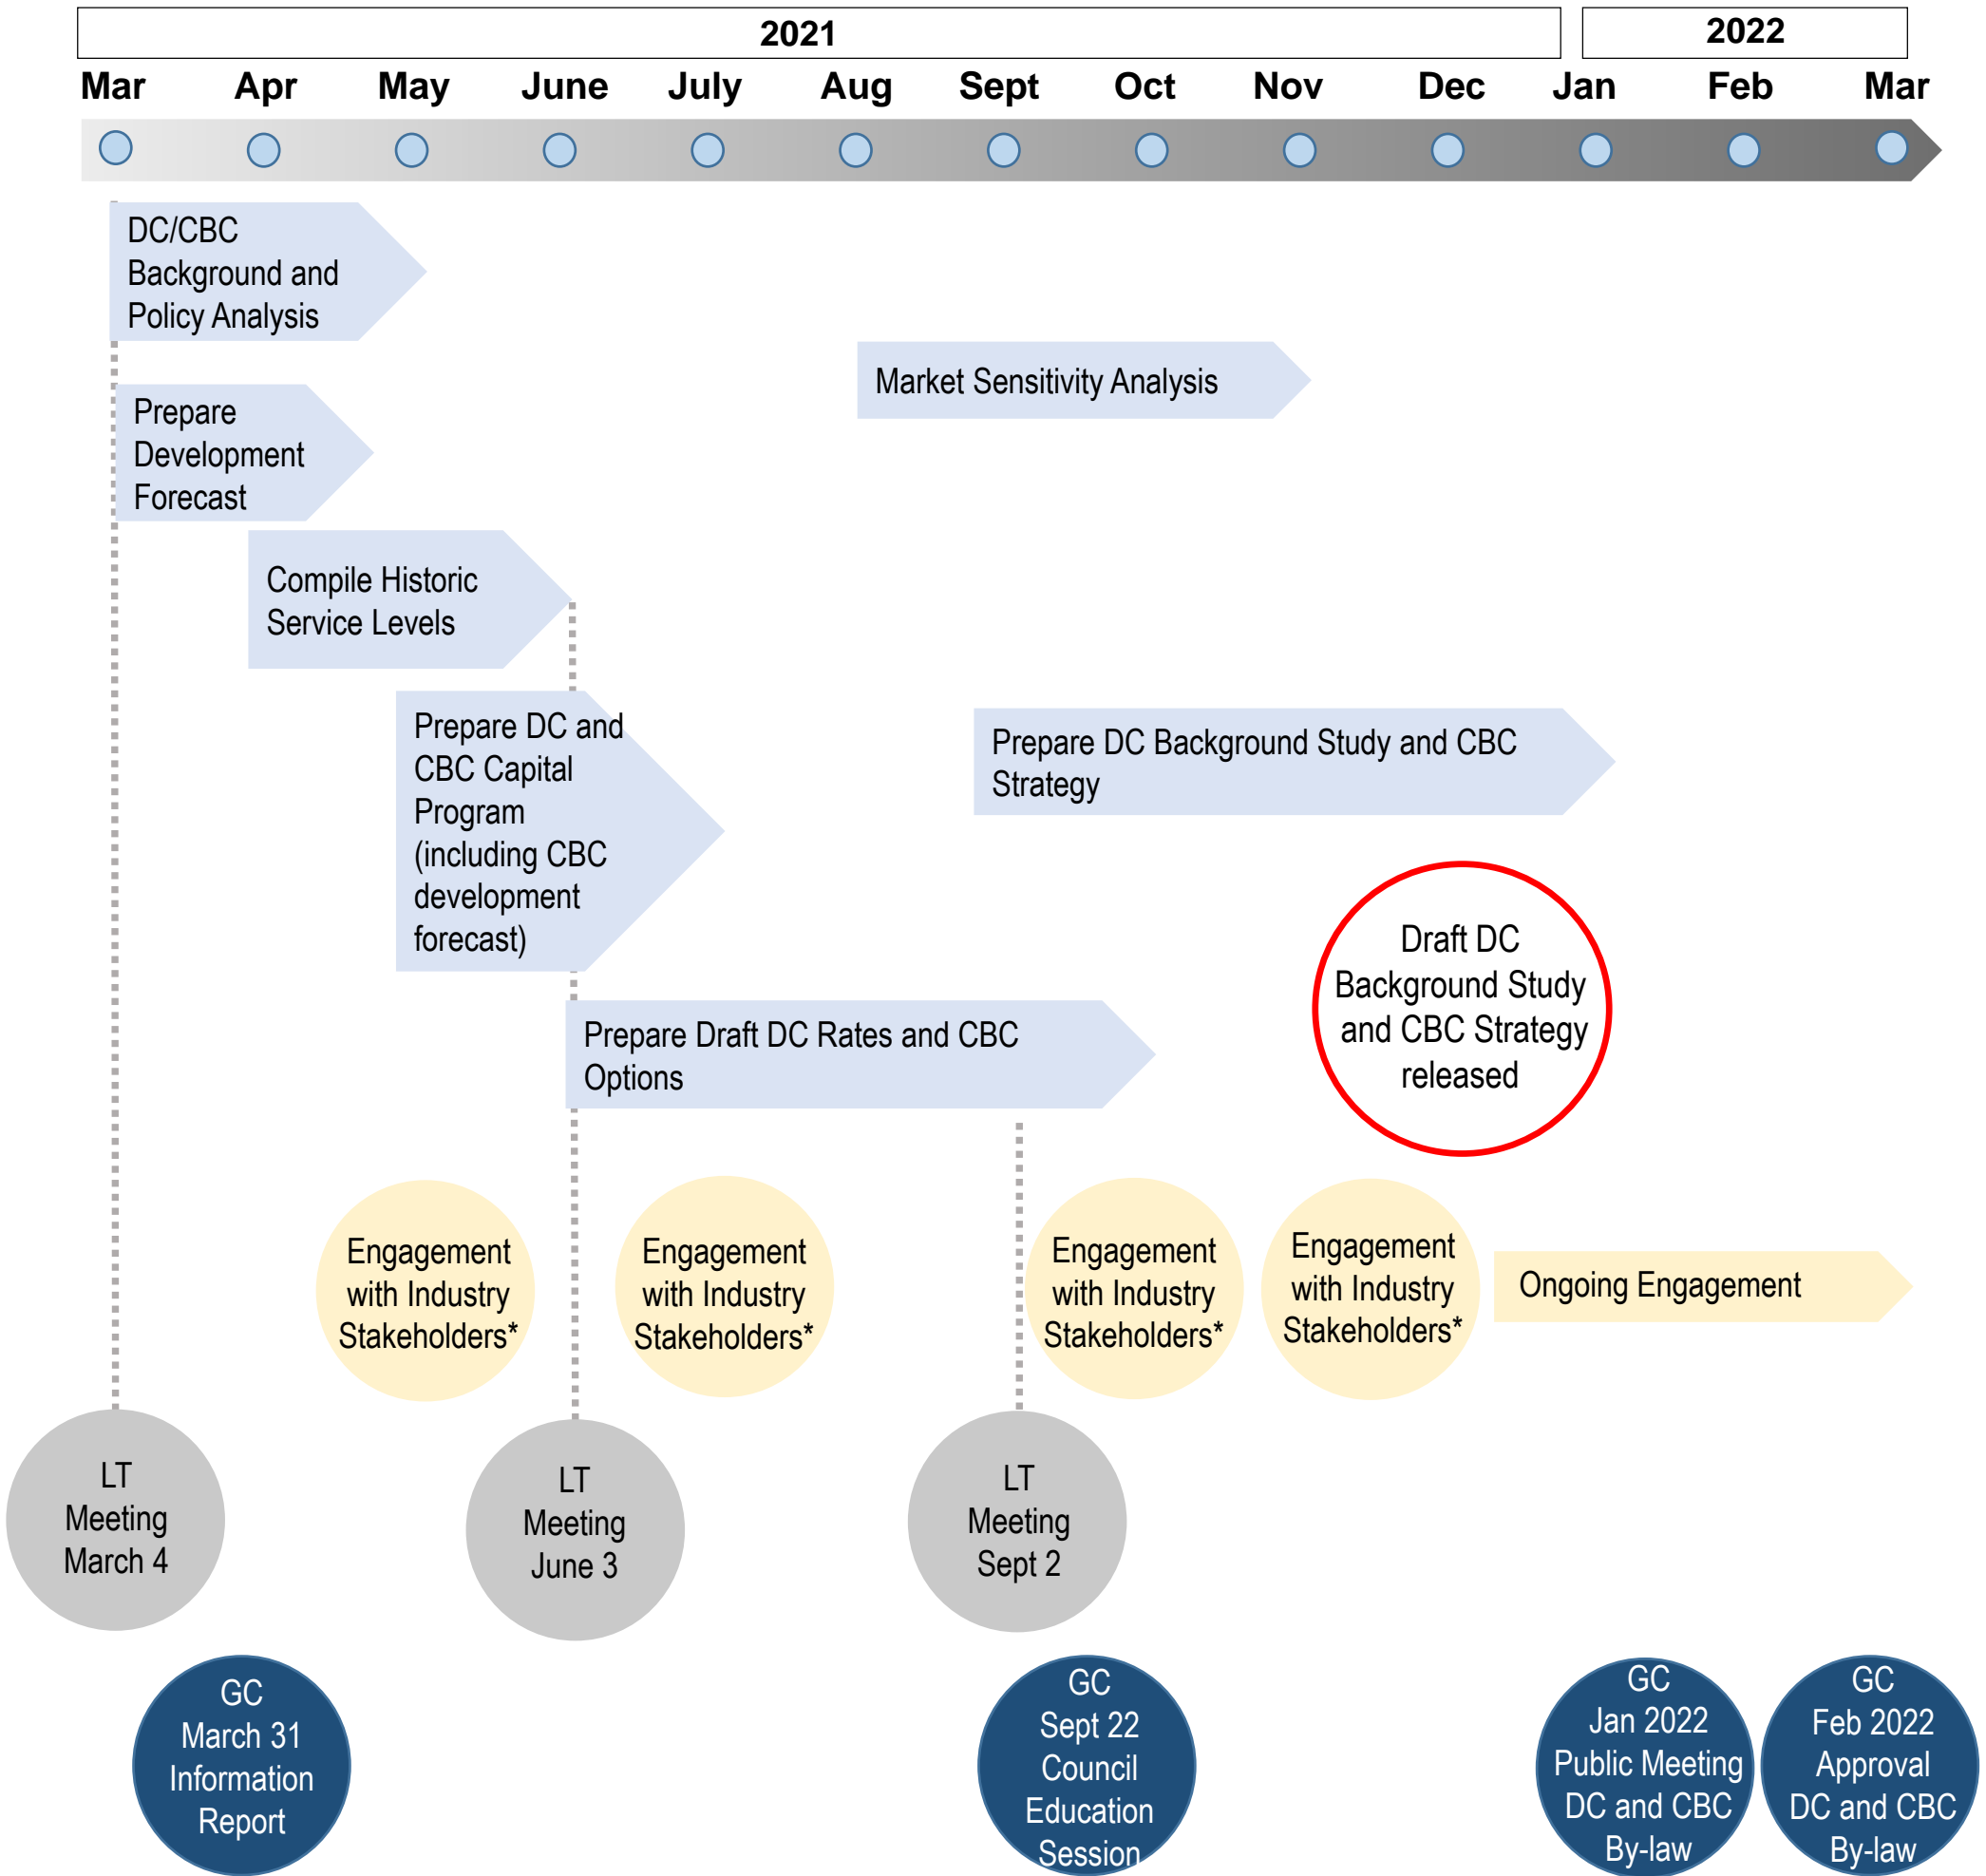 2021
2022
Mar Apr May June July Aug Sept Oct Nov Dec Jan Feb Mar
DC/CBC
Background and
Policy Analysis
Market Sensitivity Analysis
Prepare
Development
Forecast
Compile Historic
Service Levels
Prepare DC and
CBC Capital
Program
(including CBC
development
forecast)
Prepare DC Background Study and CBC
Strategy
Draft DC
Background Study
and CBC Strategy
released
Prepare Draft DC Rates and CBC
Options
Engagement
with Industry
Stakeholders*
Engagement
with Industry
Stakeholders*
Engagement
with Industry
Stakeholders*
Engagement
with Industry
Stakeholders*
Ongoing Engagement
LT
Meeting
March 4
LT
Meeting
June 3
LT
Meeting
Sept 2
GC
March 31
Information
Report
GC
Sept 22
Council
Education
Session
GC
Jan 2022
Public Meeting
DC and CBC
By-law
GC
Feb 2022
Approval
DC and CBC
By-law